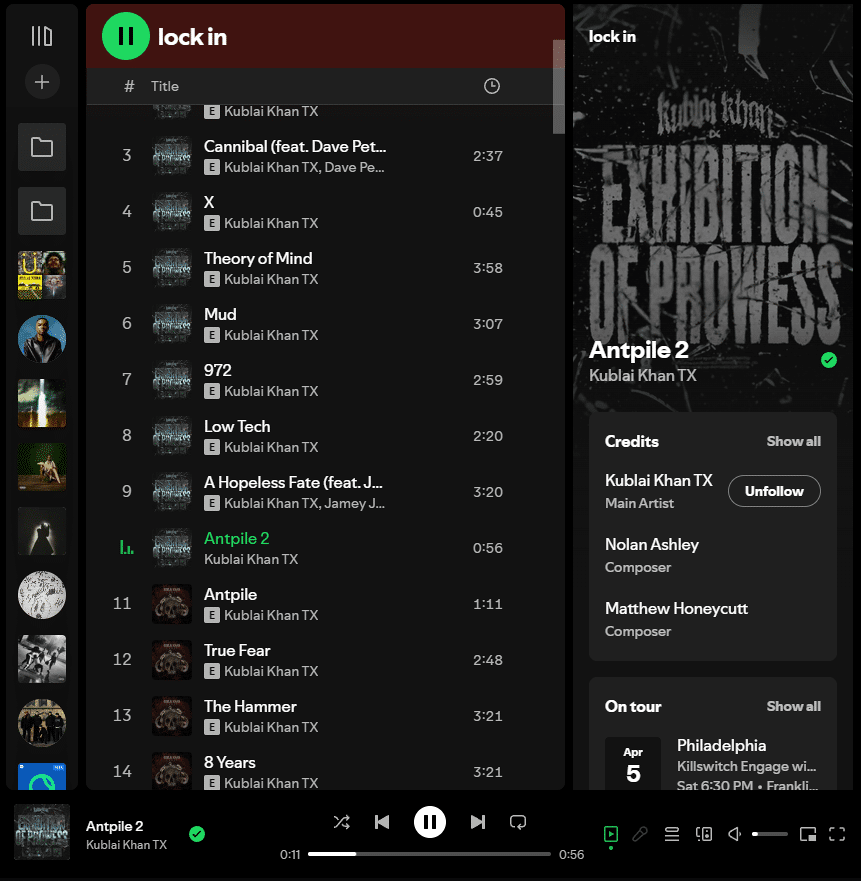 lock in
# Title
E Kublai Khan TX
3 Cannibal (feat. Dave Pet... 2:37
E Kublai Khan TX, Dave Pe...
4 X 0:45
E Kublai Khan TX
5 Theory of Mind 3:58
E Kublai Khan TX
6 Mud 3:07
E Kublai Khan TX
7 972 2:59
E Kublai Khan TX
8 Low Tech 2:20
E Kublai Khan TX
9 A Hopeless Fate (feat. J... 3:20
E Kublai Khan TX, Jamey J...
Antpile 2 0:56
Kublai Khan TX
11 Antpile 1:11
E Kublai Khan TX
12 True Fear 2:48
E Kublai Khan TX
13 The Hammer 3:21
E Kublai Khan TX
14 8 Years 3:21
E Kublai Khan TX
lock in
kublai khan
TX
EXHIBITION
OF PROWESS
Antpile 2
Kublai Khan TX
Credits Show all
Kublai Khan TX
Main Artist
Unfollow
Nolan Ashley
Composer
Matthew Honeycutt
Composer
On tour Show all
Apr
5
Philadelphia
Killswitch Engage wi...
Sat 6:30 PM • Frankli...
Antpile 2
Kublai Khan TX
0:11 0:56